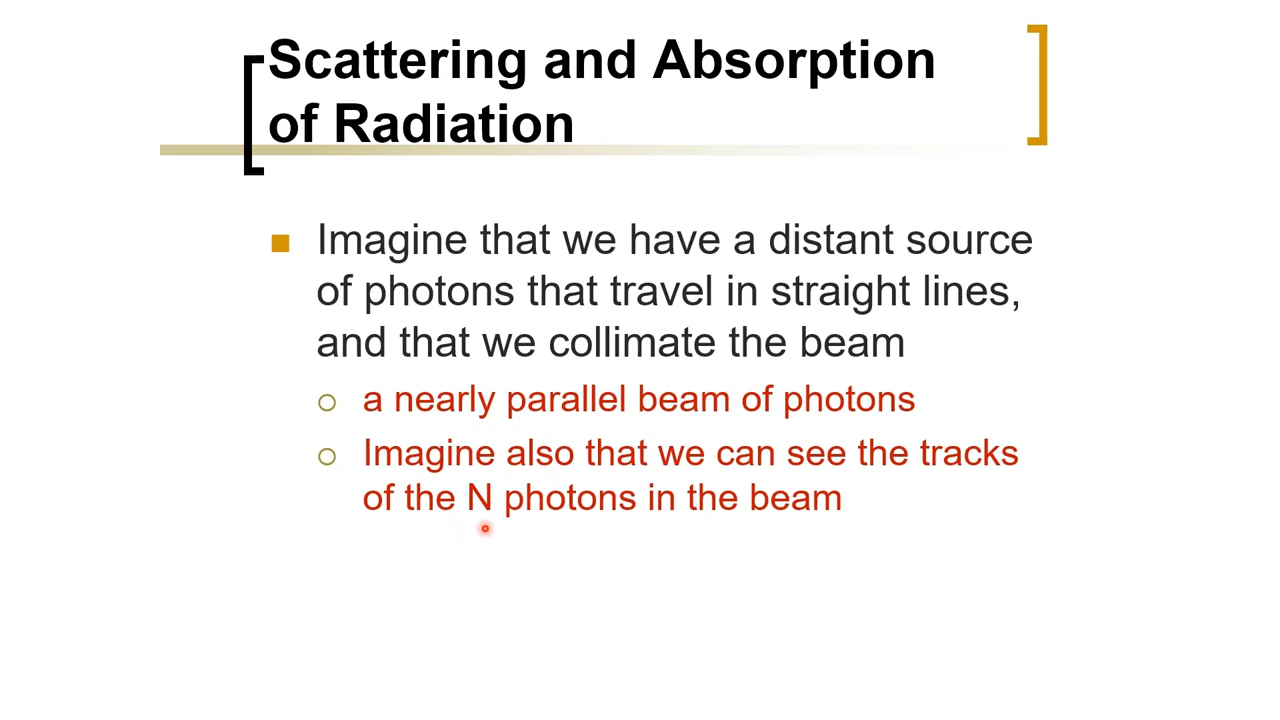 Scattering and Absorption
of Radiation
Imagine that we have a distant source
of photons that travel in straight lines,
and that we collimate the beam
a nearly parallel beam of photons
Imagine also that we can see the tracks
of the N photons in the beam